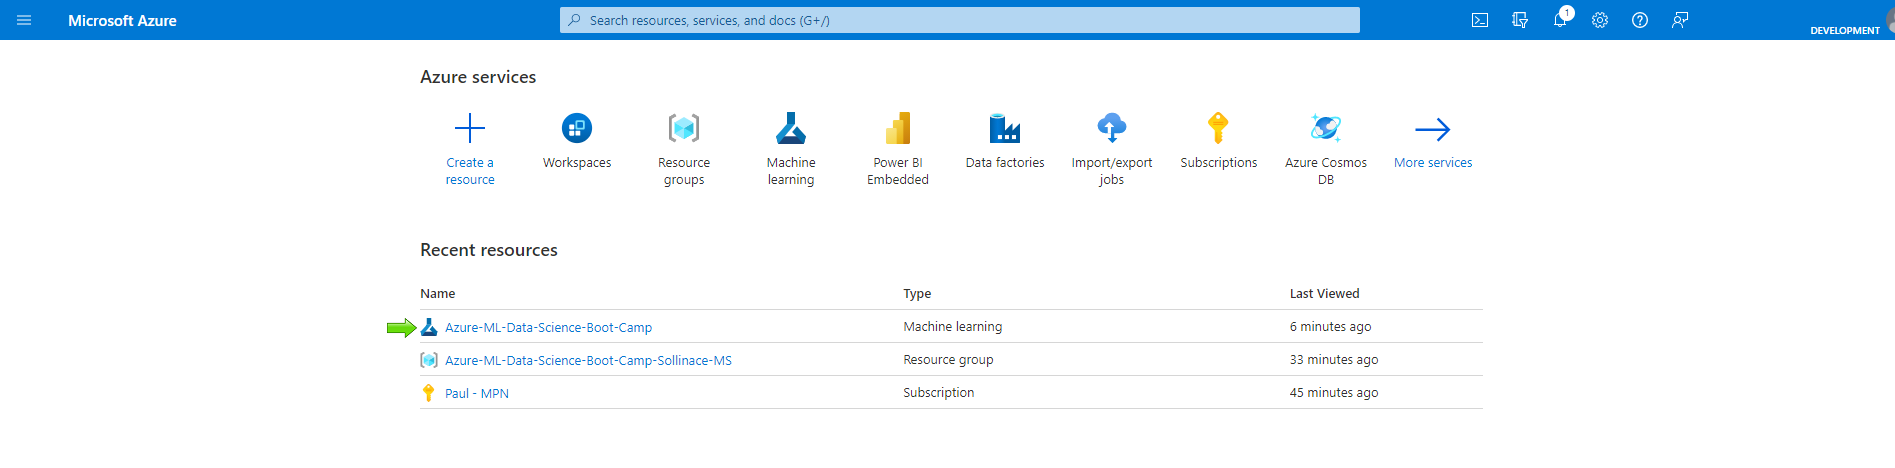 Microsoft Azure
Search resources, services, and docs (G+/)
1
DEVELOPMENT
Azure services
Create a resource
Workspaces
Resource groups
Machine learning
Power BI Embedded
Data factories
Import/export jobs
Subscriptions
Azure Cosmos DB
More services
Recent resources
Name Type Last Viewed
Azure-ML-Data-Science-Boot-Camp Machine learning 6 minutes ago
Azure-ML-Data-Science-Boot-Camp-Sollinace-MS Resource group 33 minutes ago
Paul - MPN Subscription 45 minutes ago